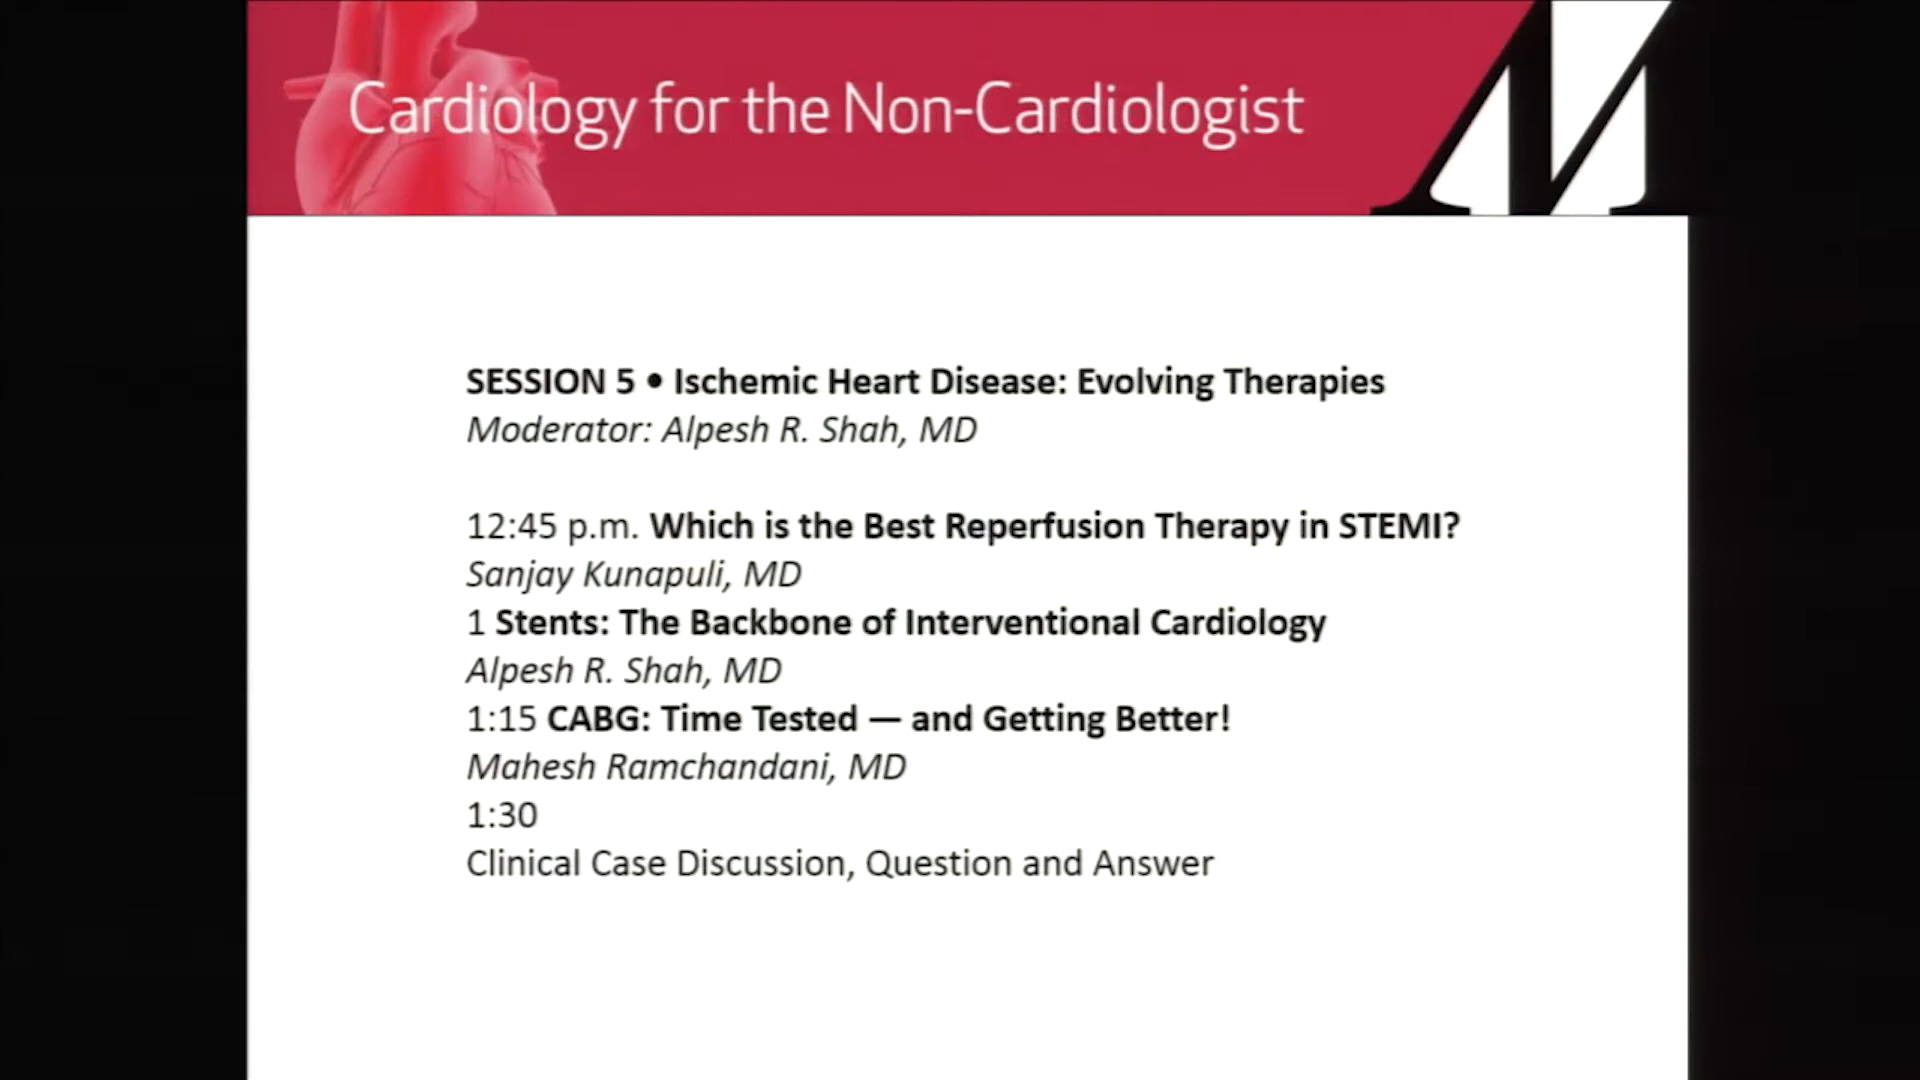 Cardiology for the Non-Cardiologist
M
SESSION 5 • Ischemic Heart Disease: Evolving Therapies
Moderator: Alpesh R. Shah, MD
12:45 p.m. Which is the Best Reperfusion Therapy in STEMI?
Sanjay Kunapuli, MD
1 Stents: The Backbone of Interventional Cardiology
Alpesh R. Shah, MD
1:15 CABG: Time Tested — and Getting Better!
Mahesh Ramchandani, MD
1:30
Clinical Case Discussion, Question and Answer